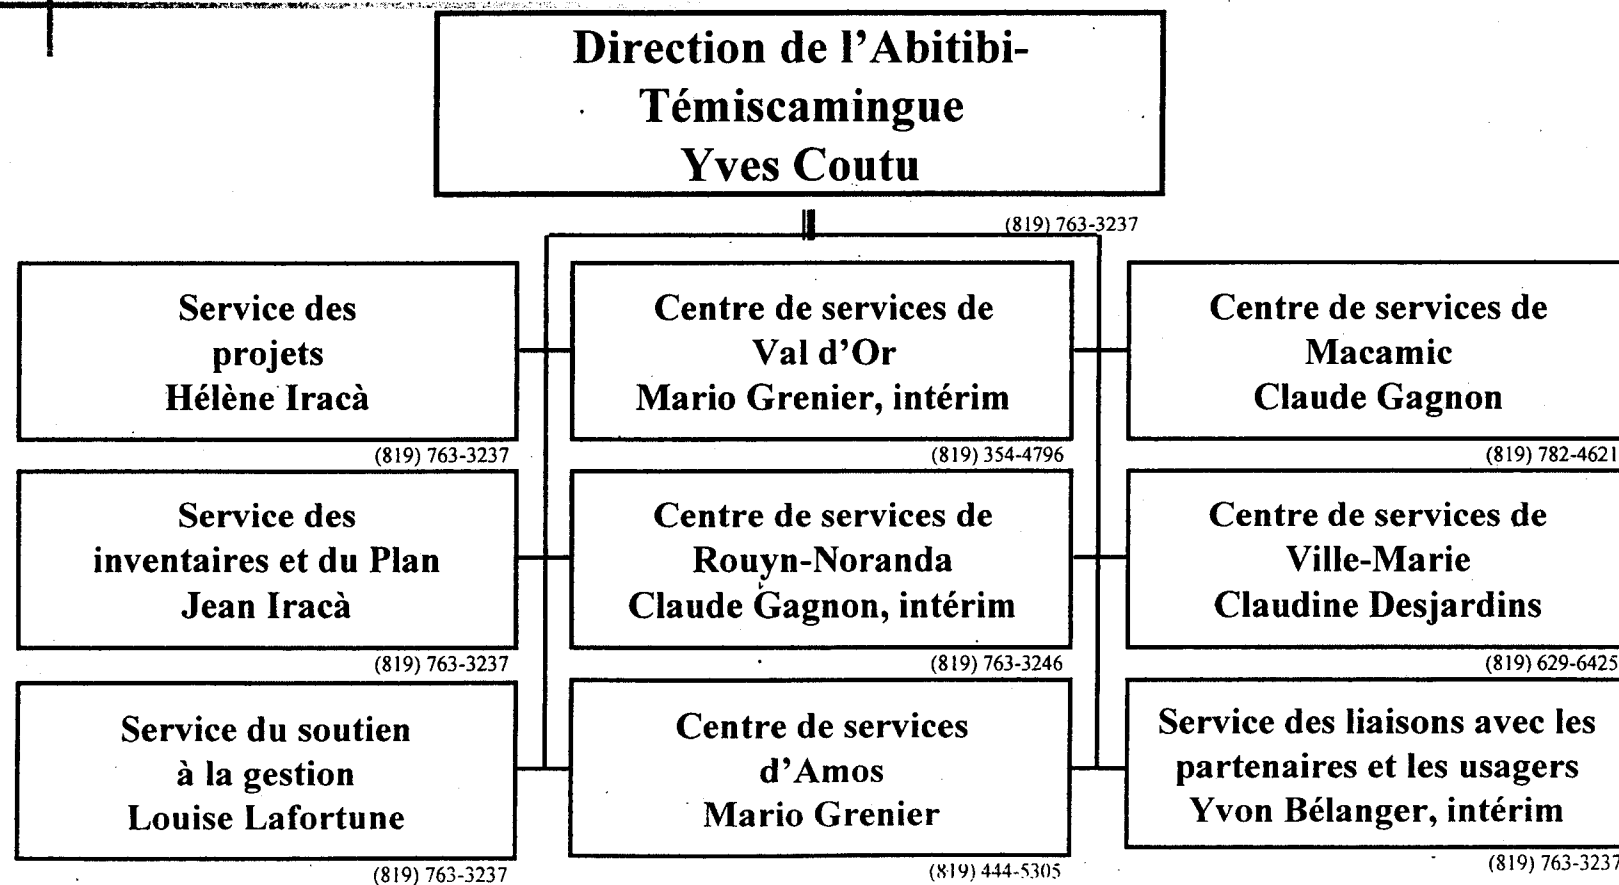 Direction de l'Abitibi-
Témiscamingue
Yves Coutu
(819) 763-3237
Service des
projets
Hélène Iracà
(819) 763-3237
Centre de services de
Val d'Or
Mario Grenier, intérim
(819) 354-4796
Centre de services de
Macamic
Claude Gagnon
(819) 782-4621
Service des
inventaires et du Plan
Jean Iracà
(819) 763-3237
Centre de services de
Rouyn-Noranda
Claude Gagnon, intérim
(819) 763-3246
Centre de services de
Ville-Marie
Claudine Desjardins
(819) 629-6425
Service du soutien
à la gestion
Louise Lafortune
(819) 763-3237
Centre de services
d'Amos
Mario Grenier
(819) 444-5305
Service des liaisons avec les
partenaires et les usagers
Yvon Bélanger, intérim
(819) 763-3237